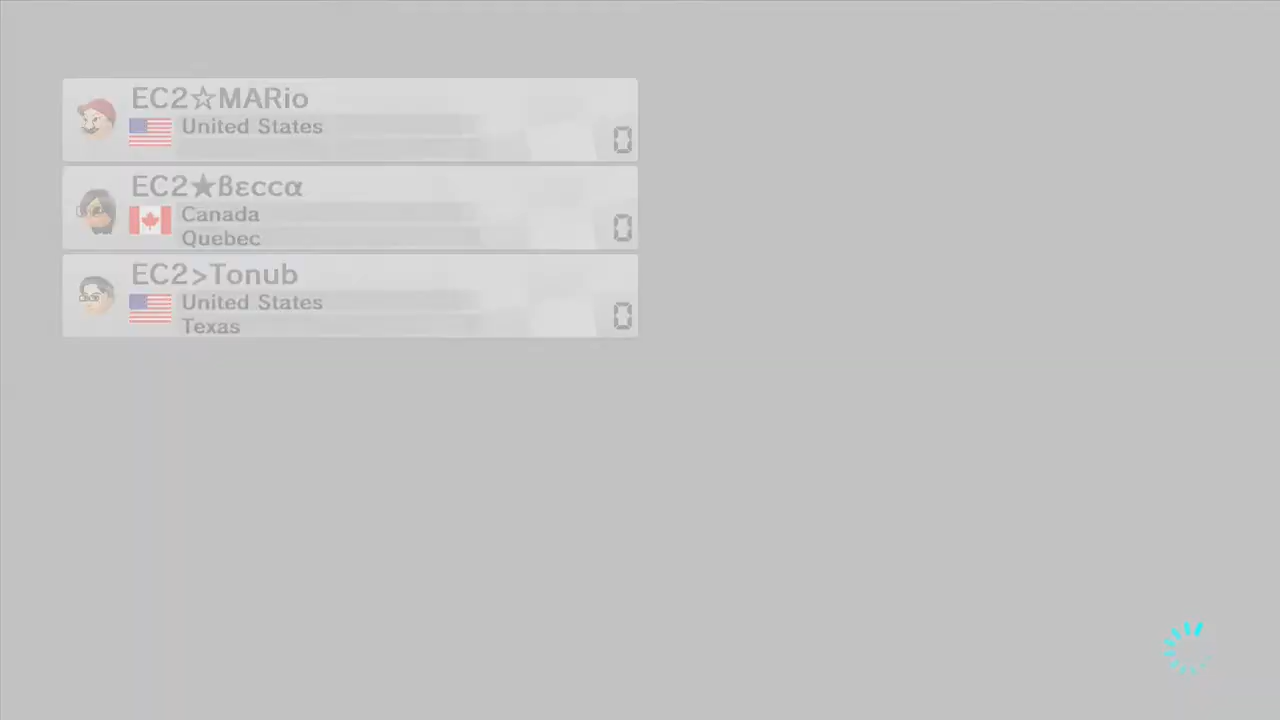 EC2☆MARio
United States
0
EC2★βεccα
Canada
Quebec
0
EC2>Tonub
United States
Texas
0